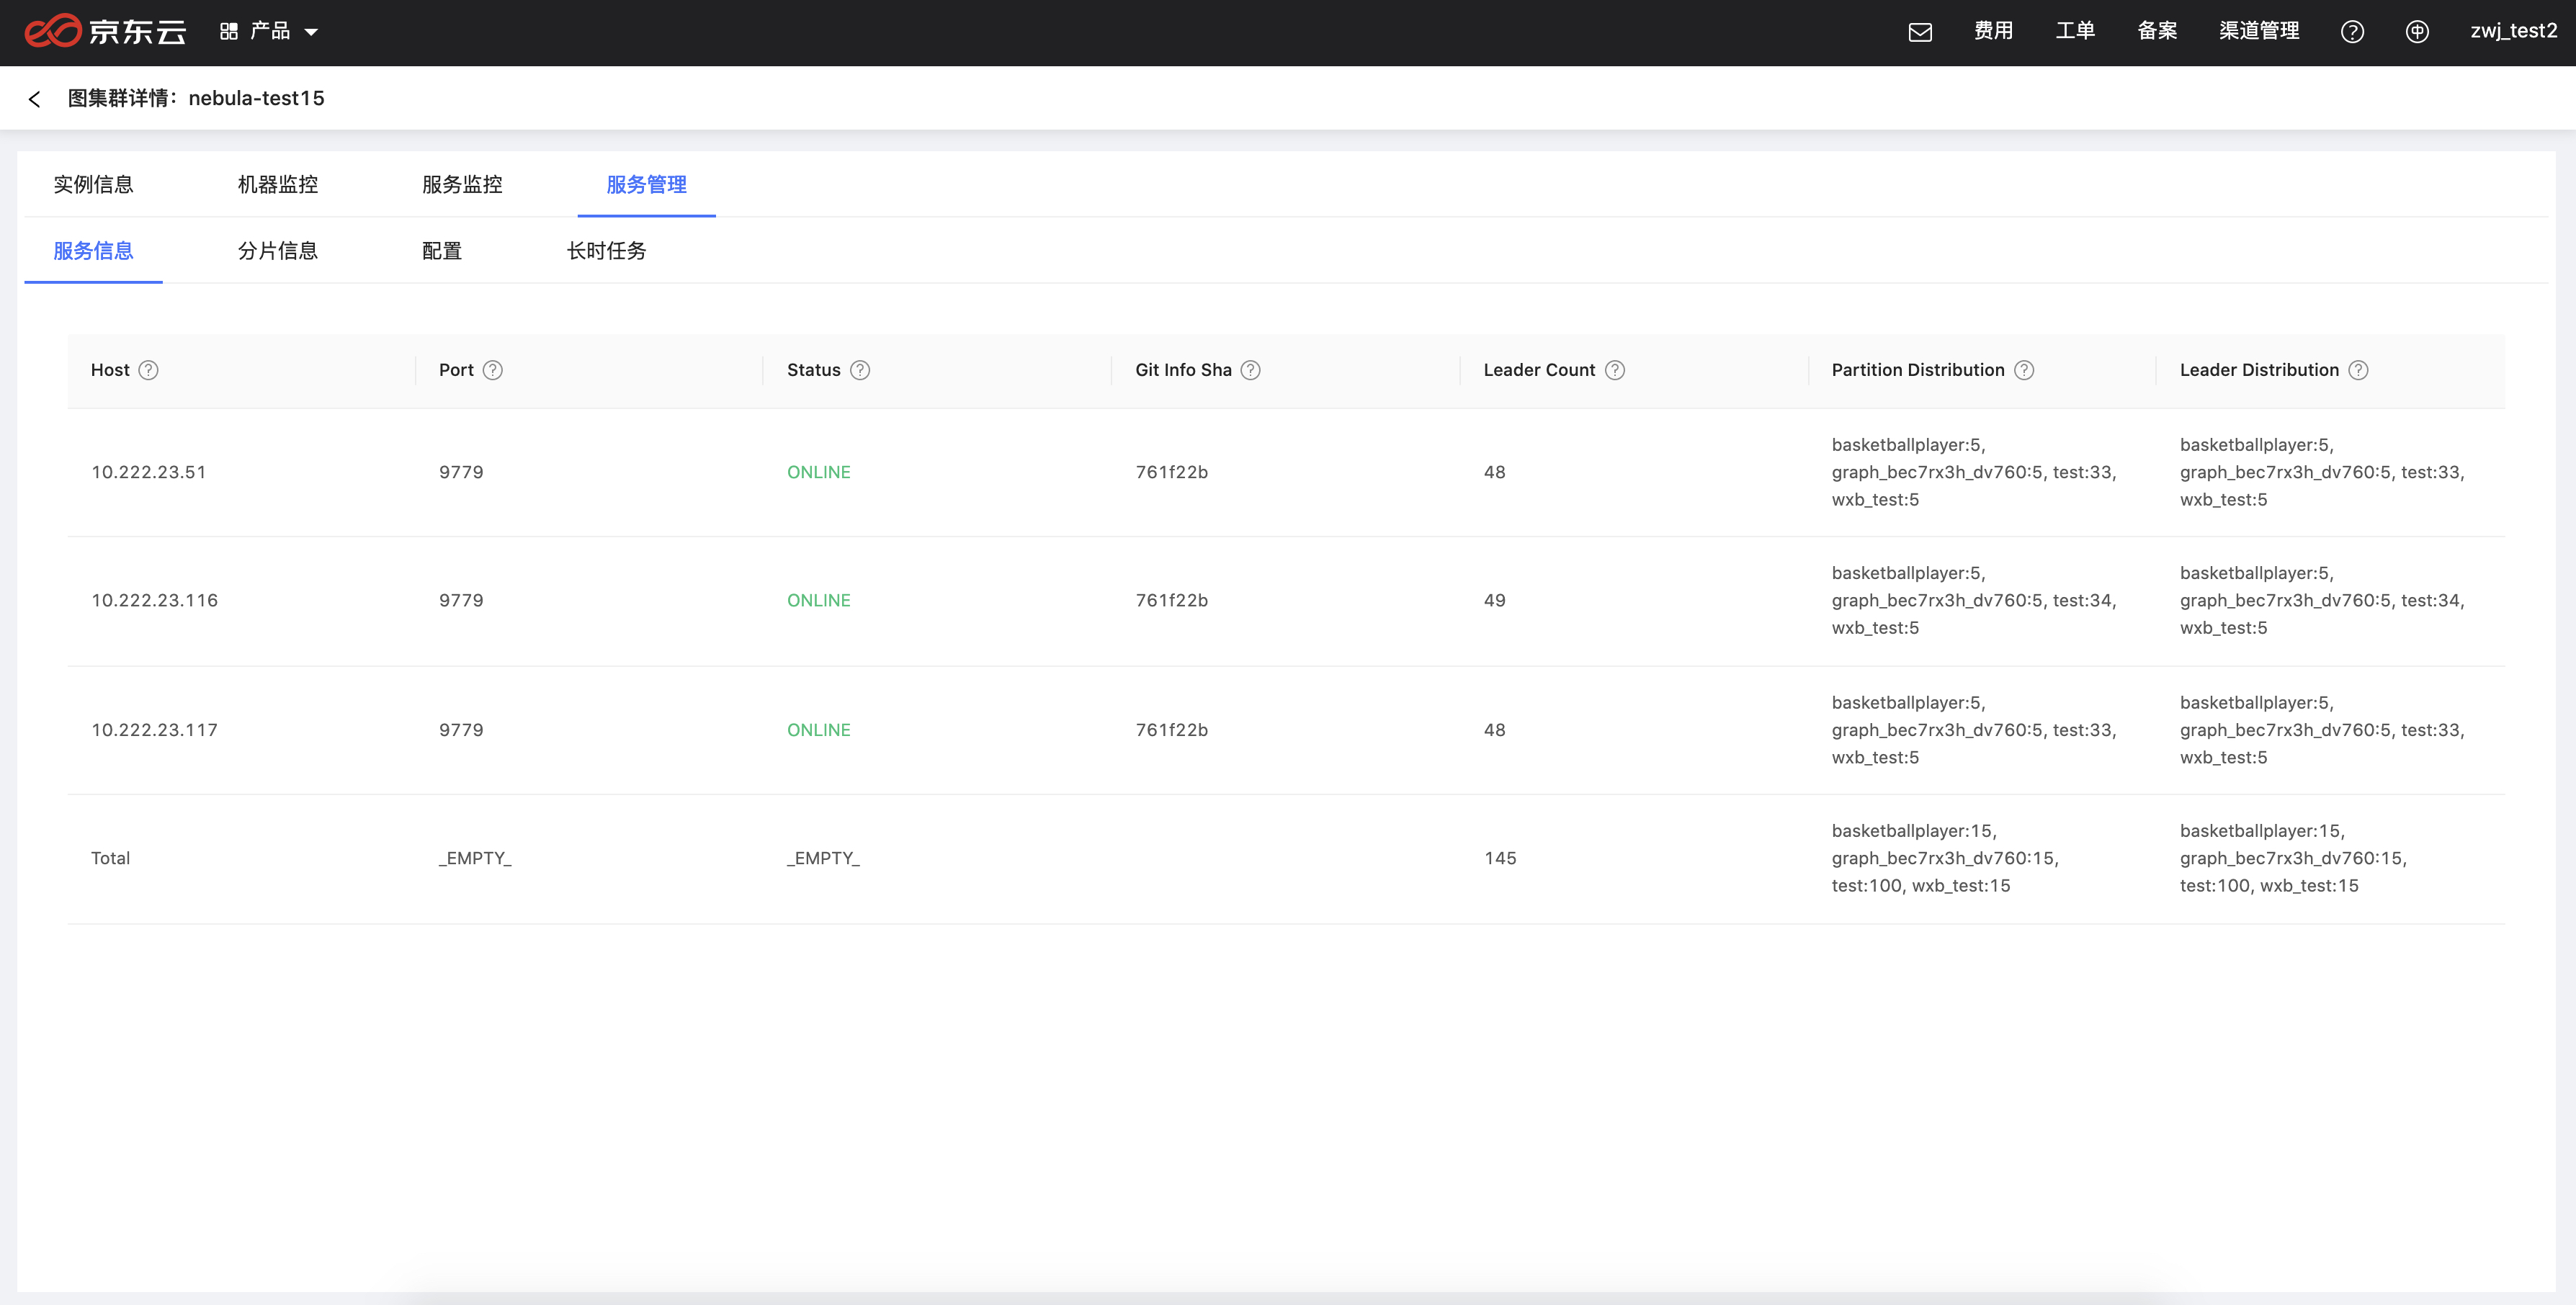 京东云 产品 费用 工单 备案 渠道管理 zwj_test2
图集群详情：nebula-test15
实例信息 机器监控 服务监控 服务管理
服务信息 分片信息 配置 长时任务
Host Port Status Git Info Sha Leader Count Partition Distribution Leader Distribution
10.222.23.51 9779 ONLINE 761f22b 48
basketballplayer:5,
graph_bec7rx3h_dv760:5, test:33,
wxb_test:5
basketballplayer:5,
graph_bec7rx3h_dv760:5, test:33,
wxb_test:5
10.222.23.116 9779 ONLINE 761f22b 49
basketballplayer:5,
graph_bec7rx3h_dv760:5, test:34,
wxb_test:5
basketballplayer:5,
graph_bec7rx3h_dv760:5, test:34,
wxb_test:5
10.222.23.117 9779 ONLINE 761f22b 48
basketballplayer:5,
graph_bec7rx3h_dv760:5, test:33,
wxb_test:5
basketballplayer:5,
graph_bec7rx3h_dv760:5, test:33,
wxb_test:5
Total _EMPTY_ _EMPTY_ 145
basketballplayer:15,
graph_bec7rx3h_dv760:15,
test:100, wxb_test:15
basketballplayer:15,
graph_bec7rx3h_dv760:15,
test:100, wxb_test:15